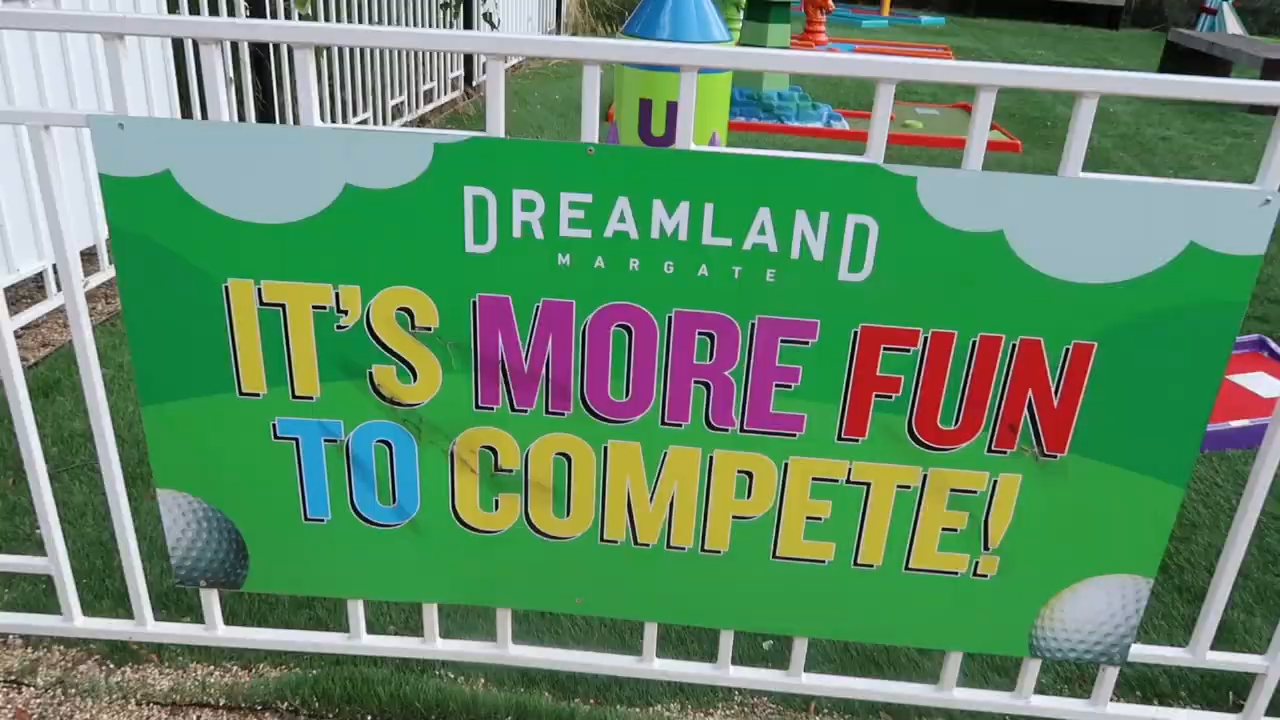 U
DREAMLAND
MARGATE
IT'S MORE FUN
TO COMPETE!